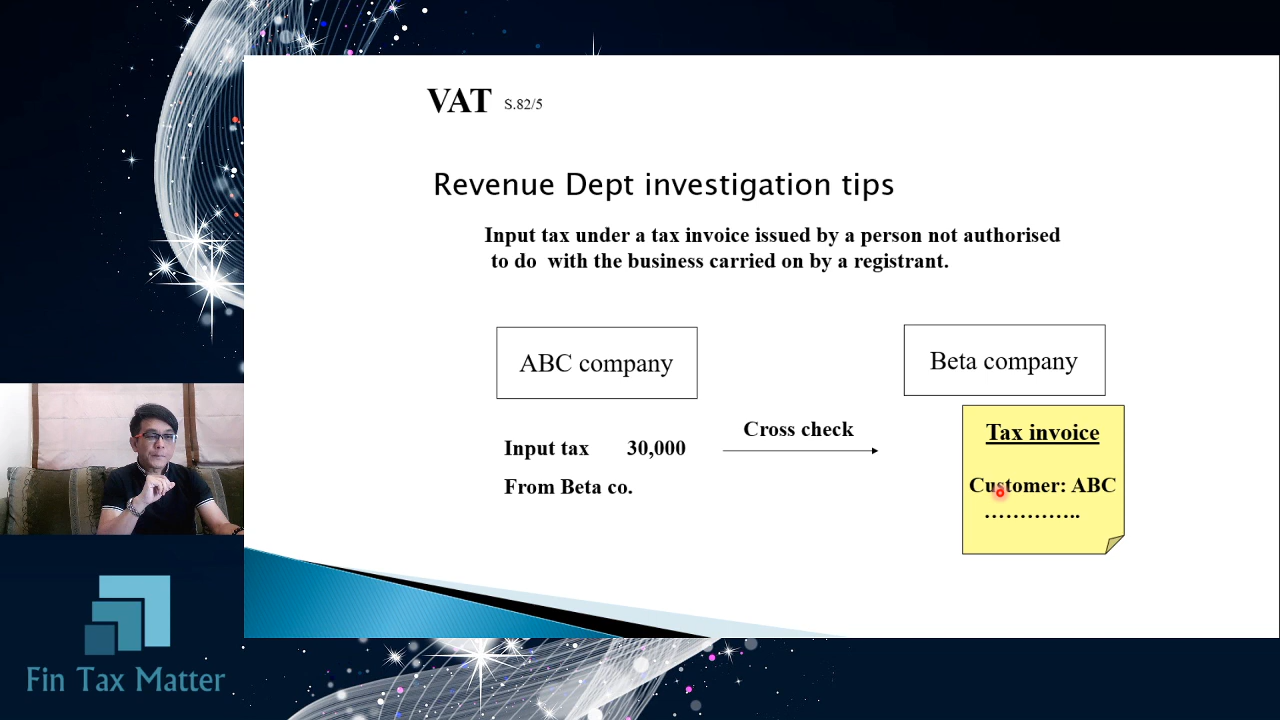 VAT S.82/5
Revenue Dept investigation tips
Input tax under a tax invoice issued by a person not authorised
to do with the business carried on by a registrant.
ABC company
Beta company
Input tax 30,000
From Beta co.
Cross check
Tax invoice
Customer: ABC
…………..
Fin Tax Matter